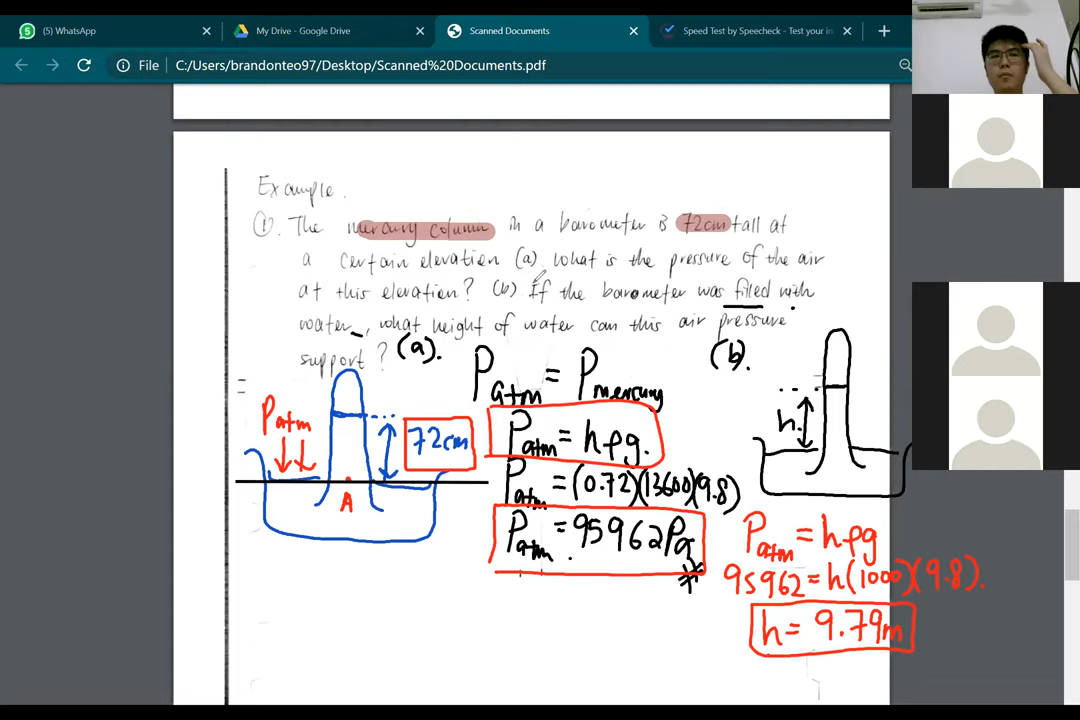 (5) WhatsApp
My Drive - Google Drive
Scanned Documents
Speed Test by Speecheck - Test your in
File C:/Users/brandonteo97/Desktop/Scanned%20Documents.pdf
Example.
①. The mercury column in a barometer is 72cm tall at
a certain elevation (a). What is the pressure of the air
at this elevation? (b) If the barometer was filled with
water, what height of water can this air pressure
support?
(a).
Patm = Pmercury
Patm = hρg.
Patm = (0.72)(13600)(9.8)
Patm = 95962Pa
Patm
72cm
A
(b).
h
Patm = hρg
95962 = h(1000)(9.8).
h = 9.79m